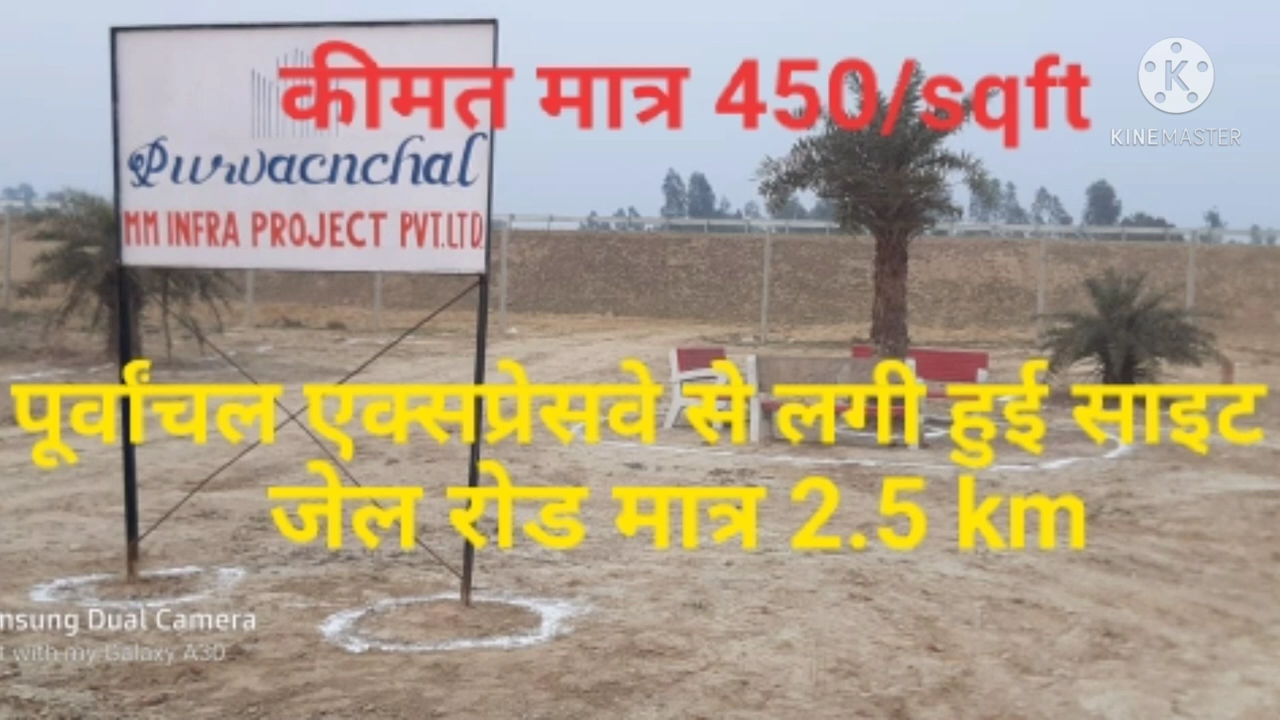 कीमत मात्र 450/sqft
KINEMASTER
Purvacnchal
MM INFRA PROJECT PVT.LTD.
पूर्वांचल एक्सप्रेसवे से लगी हुई साइट
जेल रोड मात्र 2.5 km
nsung Dual Camera
t with my Galaxy A30